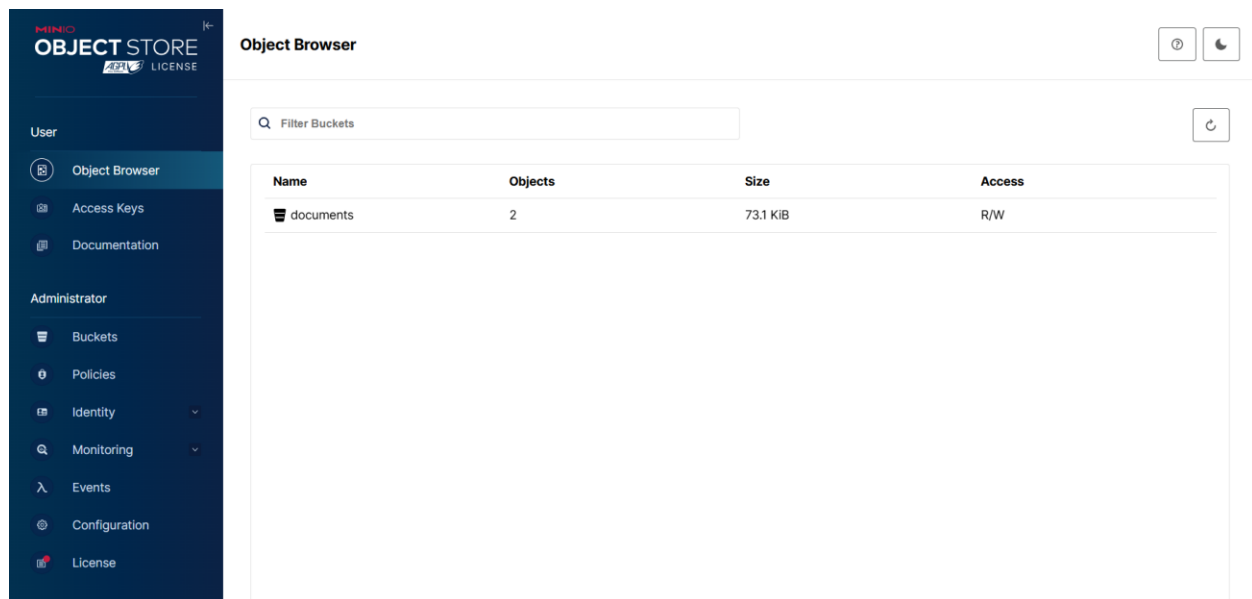 MINIO
OBJECT STORE
AGPLv3 LICENSE
Object Browser
User
Object Browser
Access Keys
Documentation
Administrator
Buckets
Policies
Identity
Monitoring
Events
Configuration
License
Filter Buckets
Name Objects Size Access
documents 2 73.1 KiB R/W